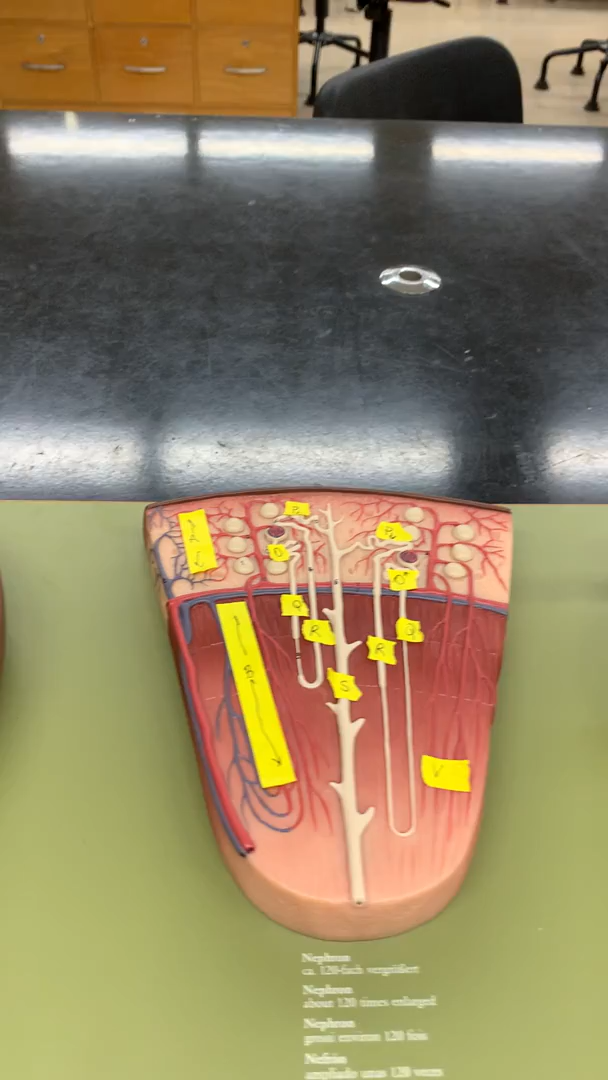 O
O
Q
R
Q
R
S
V
Nephron
ca. 120-fach vergrößert
Nephron
about 120 times enlarged
Nephron
grossi environ 120 fois
Nefrón
ampliado unas 120 veces